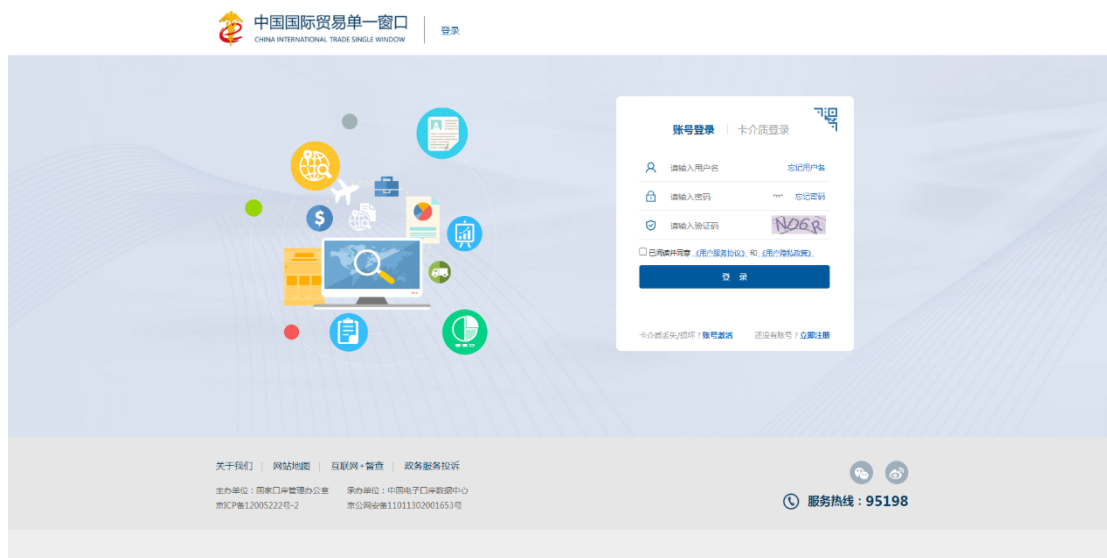 中国国际贸易单一窗口
CHINA INTERNATIONAL TRADE SINGLE WINDOW
登录
账号登录 | 卡介质登录
请输入用户名 忘记用户名
请输入密码 忘记密码
请输入验证码 NO6R
已阅读并同意《用户服务协议》和《用户隐私政策》
登 录
卡介质丢失/损坏？账号激活 还没有账号？立即注册
关于我们 | 网站地图 | 互联网+督查 | 政务服务投诉
主办单位：国家口岸管理办公室 承办单位：中国电子口岸数据中心
京ICP备12005222号-2 京公网安备11011302001653号
服务热线：95198